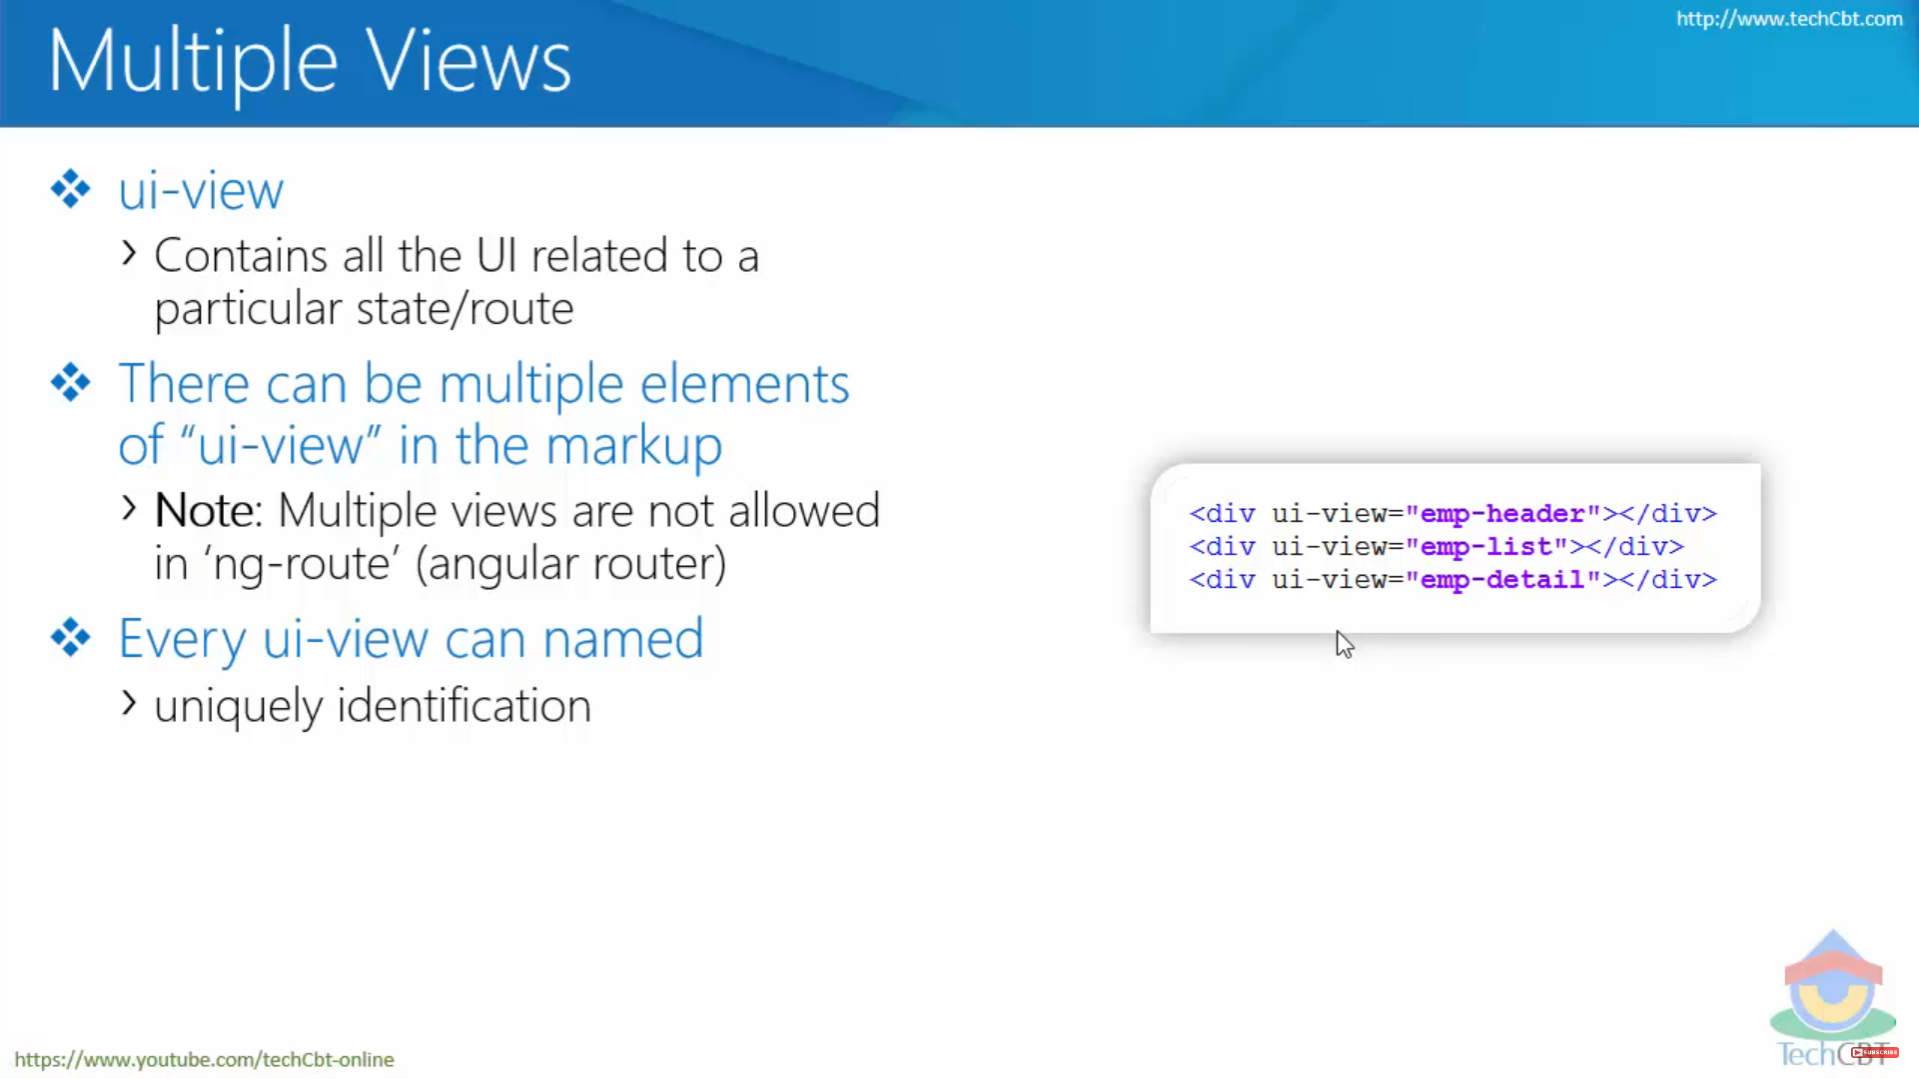 http://www.techCbt.com
Multiple Views
ui-view
Contains all the UI related to a
particular state/route
There can be multiple elements
of “ui-view” in the markup
Note: Multiple views are not allowed
in ‘ng-route’ (angular router)
Every ui-view can named
uniquely identification
<div ui-view="emp-header"></div>
<div ui-view="emp-list"></div>
<div ui-view="emp-detail"></div>
https://www.youtube.com/techCbt-online
TechCBT
SUBSCRIBE